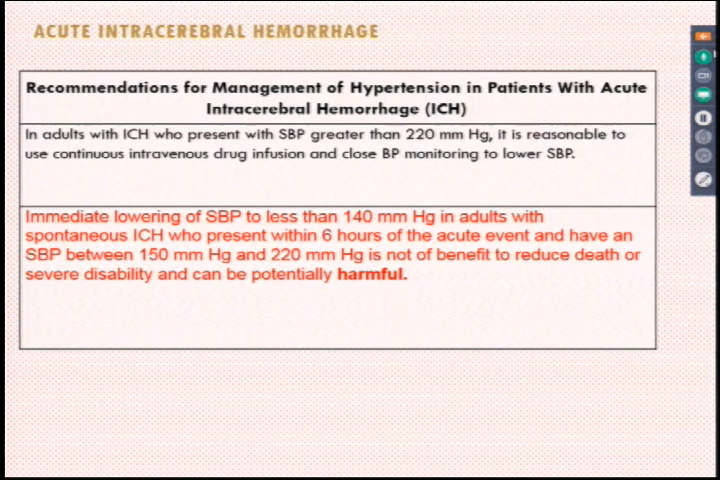 ACUTE INTRACEREBRAL HEMORRHAGE
Recommendations for Management of Hypertension in Patients With Acute
Intracerebral Hemorrhage (ICH)
In adults with ICH who present with SBP greater than 220 mm Hg, it is reasonable to
use continuous intravenous drug infusion and close BP monitoring to lower SBP.
Immediate lowering of SBP to less than 140 mm Hg in adults with
spontaneous ICH who present within 6 hours of the acute event and have an
SBP between 150 mm Hg and 220 mm Hg is not of benefit to reduce death or
severe disability and can be potentially harmful.